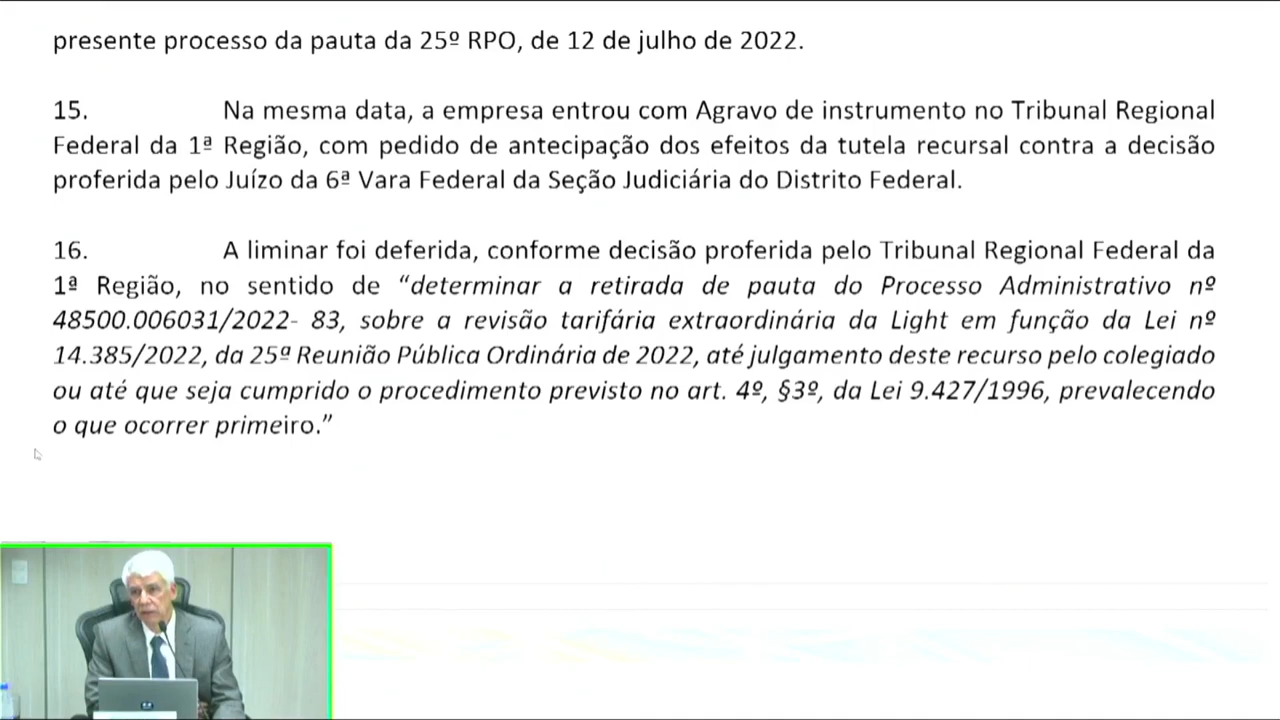 presente processo da pauta da 25º RPO, de 12 de julho de 2022.
15. Na mesma data, a empresa entrou com Agravo de instrumento no Tribunal Regional
Federal da 1ª Região, com pedido de antecipação dos efeitos da tutela recursal contra a decisão
proferida pelo Juízo da 6ª Vara Federal da Seção Judiciária do Distrito Federal.
16. A liminar foi deferida, conforme decisão proferida pelo Tribunal Regional Federal da
1ª Região, no sentido de “determinar a retirada de pauta do Processo Administrativo nº
48500.006031/2022- 83, sobre a revisão tarifária extraordinária da Light em função da Lei nº
14.385/2022, da 25ª Reunião Pública Ordinária de 2022, até julgamento deste recurso pelo colegiado
ou até que seja cumprido o procedimento previsto no art. 4º, §3º, da Lei 9.427/1996, prevalecendo
o que ocorrer primeiro.”